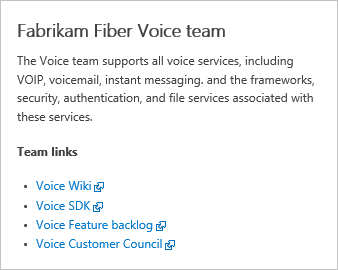 Fabrikam Fiber Voice team
The Voice team supports all voice services, including
VOIP, voicemail, instant messaging. and the frameworks,
security, authentication, and file services associated with
these services.
Team links
• Voice Wiki
• Voice SDK
• Voice Feature backlog
• Voice Customer Council